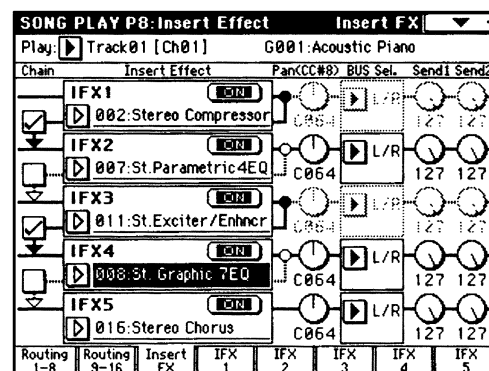 SONG PLAY P8:Insert Effect Insert FX
Play: Track01 [Ch01] G001:Acoustic Piano
Chain Insert Effect Pan(CC#8) BUS Sel. Send1 Send2
IFX1 ON
002:Stereo Compressor C064 L/R 127 127
IFX2 ON
007:St.Parametric4EQ C064 L/R 127 127
IFX3 ON
011:St.Exciter/Enhncr C064 L/R 127 127
IFX4 ON
008:St. Graphic 7EQ C064 L/R 127 127
IFX5 ON
016:Stereo Chorus C064 L/R 127 127
Routing 1-8 Routing 9-16 Insert FX IFX 1 IFX 2 IFX 3 IFX 4 IFX 5